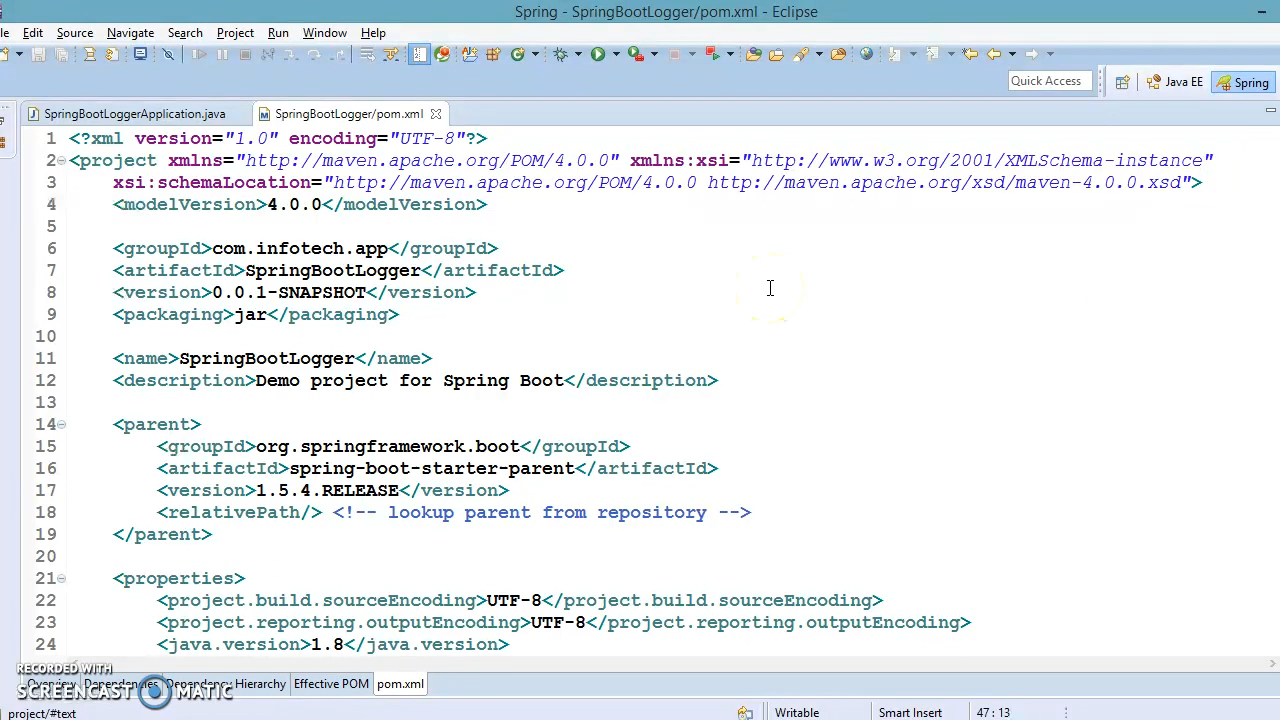 Spring - SpringBootLogger/pom.xml - Eclipse
Edit Source Navigate Search Project Run Window Help
Quick Access Java EE Spring
SpringBootLoggerApplication.java SpringBootLogger/pom.xml
1 <?xml version="1.0" encoding="UTF-8"?>
2 <project xmlns="http://maven.apache.org/POM/4.0.0" xmlns:xsi="http://www.w3.org/2001/XMLSchema-instance"
3 xsi:schemaLocation="http://maven.apache.org/POM/4.0.0 http://maven.apache.org/xsd/maven-4.0.0.xsd">
4 <modelVersion>4.0.0</modelVersion>
5
6 <groupId>com.infotech.app</groupId>
7 <artifactId>SpringBootLogger</artifactId>
8 <version>0.0.1-SNAPSHOT</version>
9 <packaging>jar</packaging>
10
11 <name>SpringBootLogger</name>
12 <description>Demo project for Spring Boot</description>
13
14 <parent>
15 <groupId>org.springframework.boot</groupId>
16 <artifactId>spring-boot-starter-parent</artifactId>
17 <version>1.5.4.RELEASE</version>
18 <relativePath/> <!-- lookup parent from repository -->
19 </parent>
20
21 <properties>
22 <project.build.sourceEncoding>UTF-8</project.build.sourceEncoding>
23 <project.reporting.outputEncoding>UTF-8</project.reporting.outputEncoding>
24 <java.version>1.8</java.version>
RECORDED WITH
SCREENCAST MATIC
Overview Dependencies Dependency Hierarchy Effective POM pom.xml
project/#text Writable Smart Insert 47 : 13